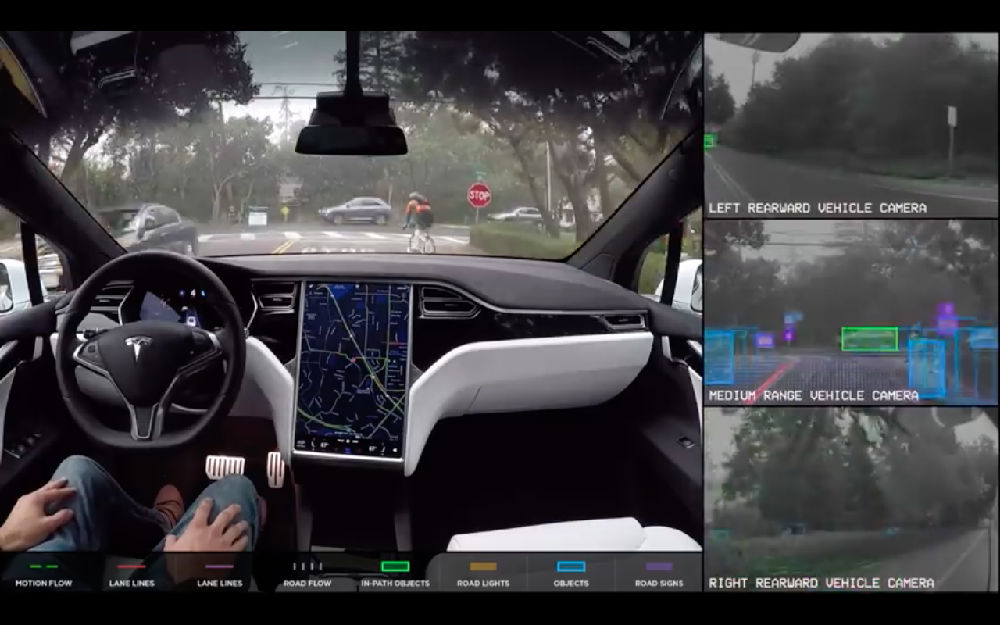 STOP
STOP
LEFT REARWARD VEHICLE CAMERA
MEDIUM RANGE VEHICLE CAMERA
RIGHT REARWARD VEHICLE CAMERA
MOTION FLOW
LANE LINES
LANE LINES
ROAD FLOW
IN-PATH OBJECTS
ROAD LIGHTS
OBJECTS
ROAD SIGNS